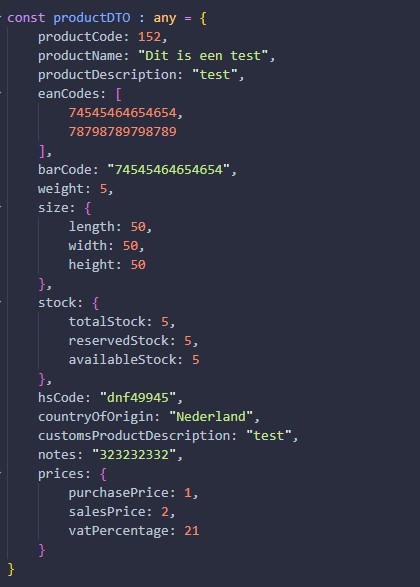 const productDTO : any = {
    productCode: 152,
    productName: "Dit is een test",
    productDescription: "test",
    eanCodes: [
        74545464654654,
        78798789798789
    ],
    barCode: "74545464654654",
    weight: 5,
    size: {
        length: 50,
        width: 50,
        height: 50
    },
    stock: {
        totalStock: 5,
        reservedStock: 5,
        availableStock: 5
    },
    hsCode: "dnf49945",
    countryOfOrigin: "Nederland",
    customsProductDescription: "test",
    notes: "323232332",
    prices: {
        purchasePrice: 1,
        salesPrice: 2,
        vatPercentage: 21
    }
}